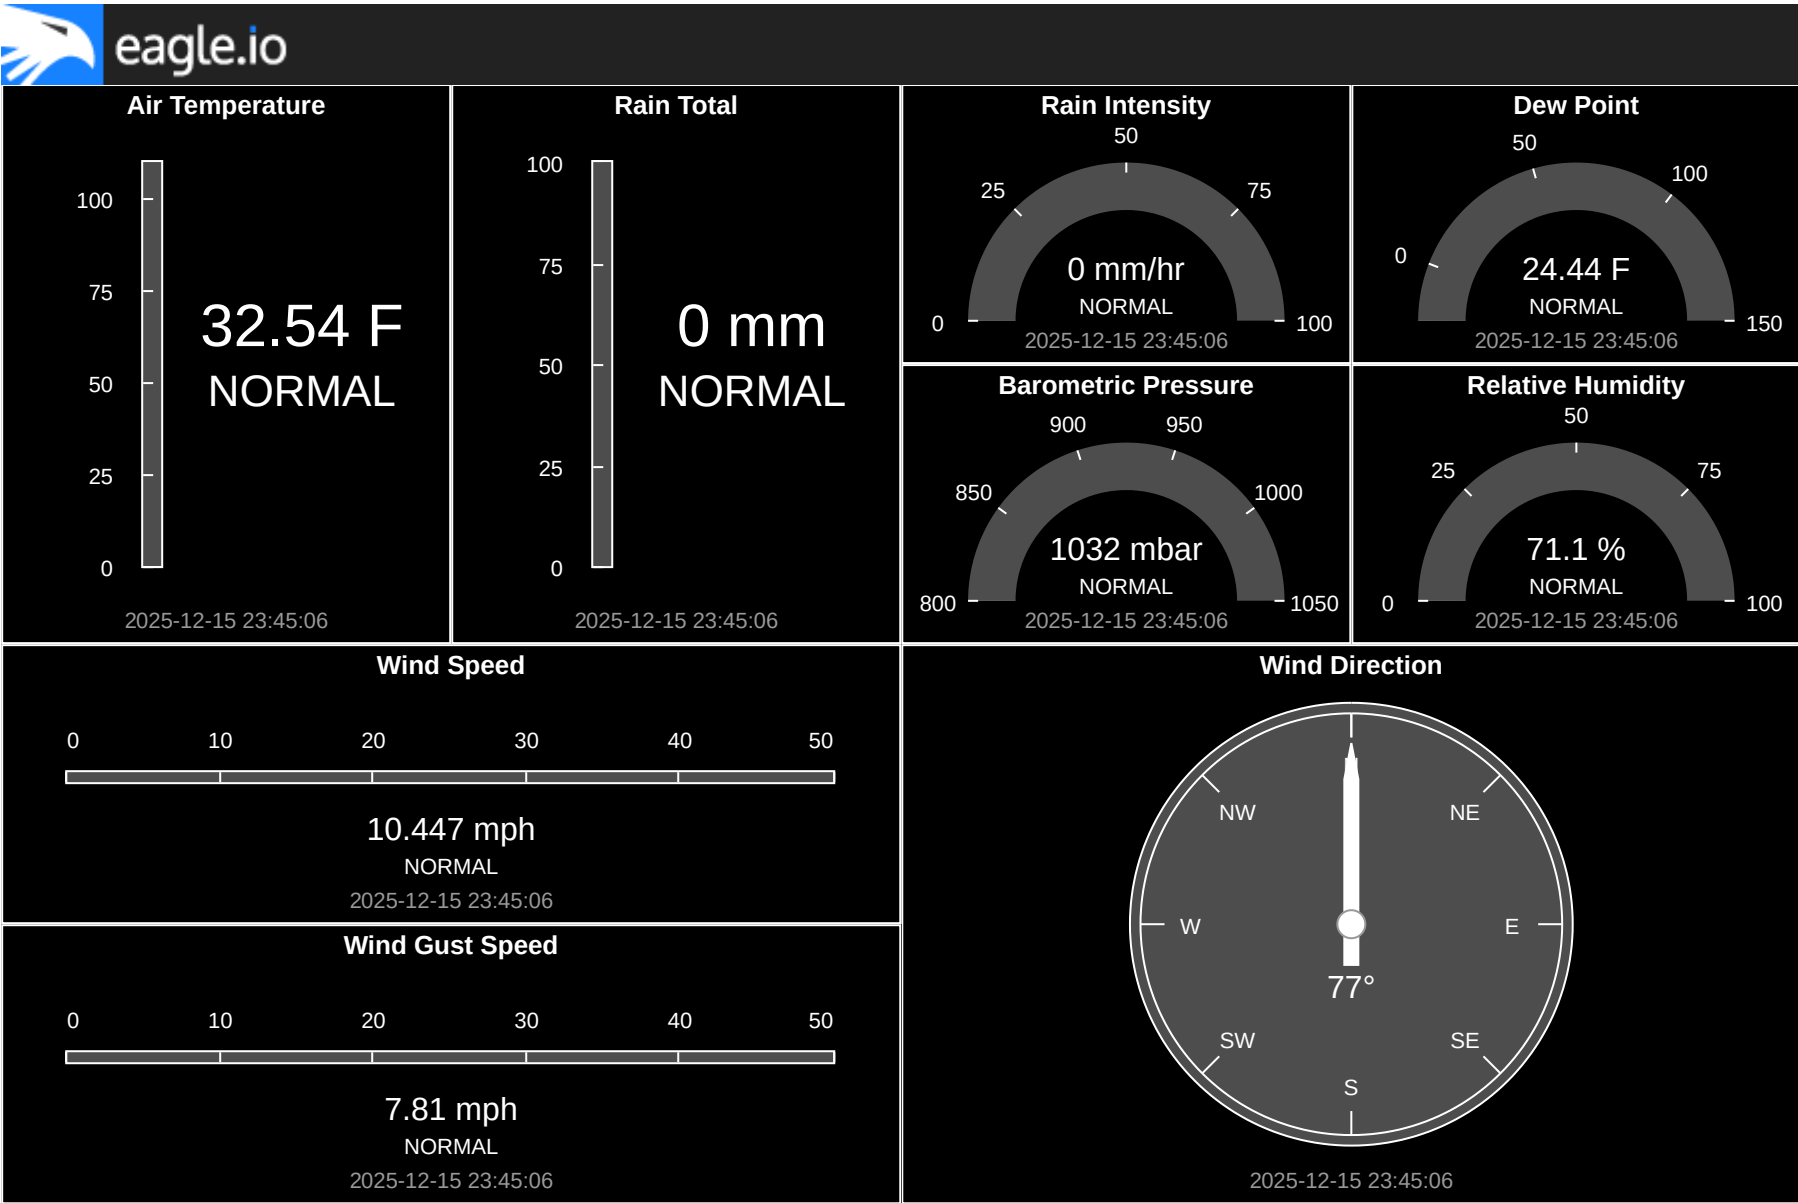 eagle.io
Air Temperature
100
75
50
25
0
32.54 F
NORMAL
2025-12-15 23:45:06
Rain Total
100
75
50
25
0
0 mm
NORMAL
2025-12-15 23:45:06
Rain Intensity
50
25
75
0
100
0 mm/hr
NORMAL
2025-12-15 23:45:06
Dew Point
50
100
0
150
24.44 F
NORMAL
2025-12-15 23:45:06
Barometric Pressure
900
950
850
1000
800
1050
1032 mbar
NORMAL
2025-12-15 23:45:06
Relative Humidity
50
25
75
0
100
71.1 %
NORMAL
2025-12-15 23:45:06
Wind Speed
0 10 20 30 40 50
10.447 mph
NORMAL
2025-12-15 23:45:06
Wind Gust Speed
0 10 20 30 40 50
7.81 mph
NORMAL
2025-12-15 23:45:06
Wind Direction
NW NE
W E
77°
SW SE
S
2025-12-15 23:45:06